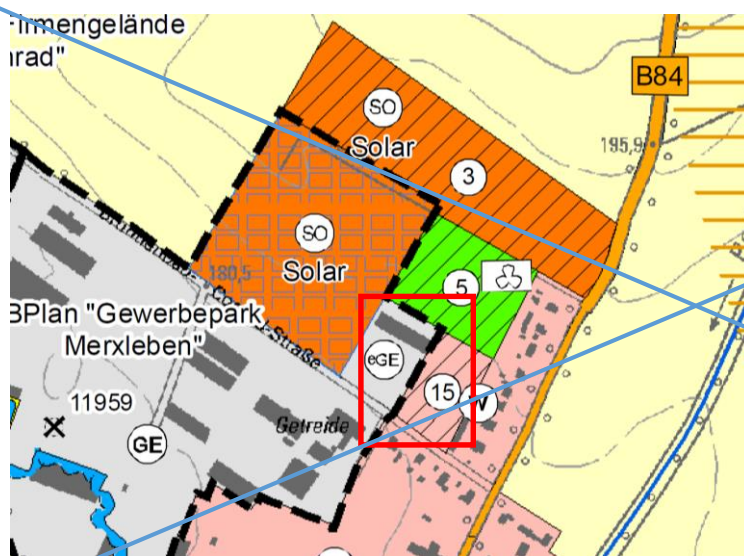 Firmengelände
nrad"
B84
SO
Solar
195,9
3
SO
Solar
180,5
5
BPlan "Gewerbepark
Merxleben"
Straße
eGE
15
W
11959
Getreide
GE